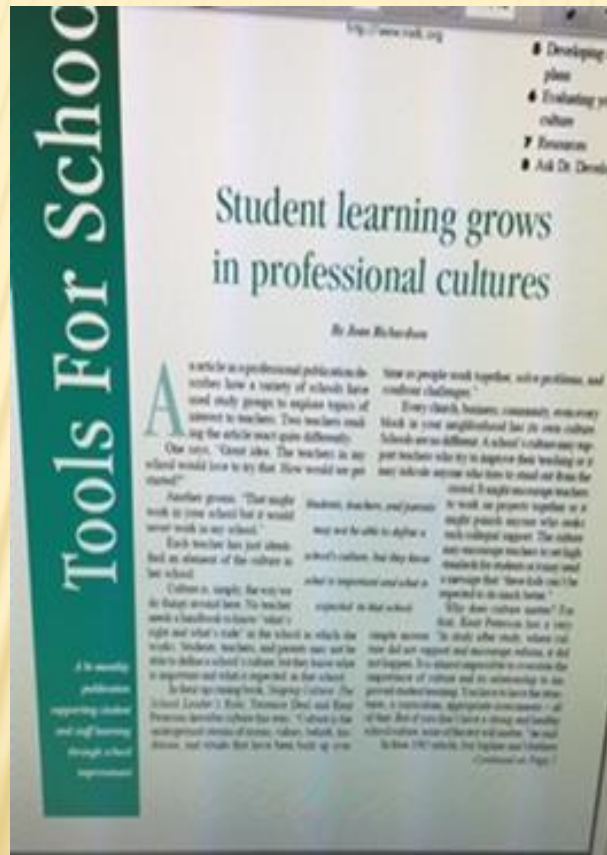 Tools For School
http://www.nsdc.org
8 Developing
plans
6 Evaluating
culture
7 Resources
8 Ask Dr.
Student learning grows
in professional cultures
By Joan Richardson
An article in a professional publication de-
scribes how a variety of schools have
used study groups to explore topics of
interest to teachers. Two teachers read-
ing the article react quite differently.
One says, "Great idea. The teachers in my
school would love to try that. How would we get
started?"
Another groans. "That might
work in your school but it would
never work in my school."
Each teacher has just identi-
fied an element of the culture in
her school.
Culture is, simply, the way we
do things around here. No teacher
needs a handbook to know "what's
right and what's rude" in the school in which she
works. Students, teachers, and parents may not be
able to define a school's culture, but they know what
is important and what is expected in that school.
In their upcoming book, Shaping Culture: The
School Leader's Role, Terrence Deal and Kent
Peterson describe culture this way: "Culture is the
underground stream of norms, values, beliefs, tra-
ditions, and rituals that have been built up over
Students, teachers, and parents
may not be able to define a
school's culture, but they know
what is important and what is
expected in that school.
time as people work together, solve problems, and
confront challenges."
Every church, business, community, even every
block in your neighborhood has its own culture.
Schools are no different. A school's culture may sup-
port teachers who try to improve their teaching or it
may ridicule anyone who tries to stand out from the
crowd. It might encourage teachers
to work on projects together or it
might punish anyone who seeks
such collegial support. The culture
may encourage teachers to set high
standards for students or it may send
a message that "these kids can't be
expected to do much better."
Why does culture matter? For
that, Kent Peterson has a very
simple answer. "In study after study, where cul-
ture did not support and encourage reform, it did
not happen. It is almost impossible to overstate the
importance of culture and its relationship to im-
proved student learning. You have to have the struc-
ture, a curriculum, appropriate assessments – all
of that. But if you don't have a strong and healthy
school culture, none of the rest will matter," he said.
In their 1985 article, Jon Saphier and Matthew
Continued on Page 2
A bi-monthly
publication
supporting student
and staff learning
through school
improvement